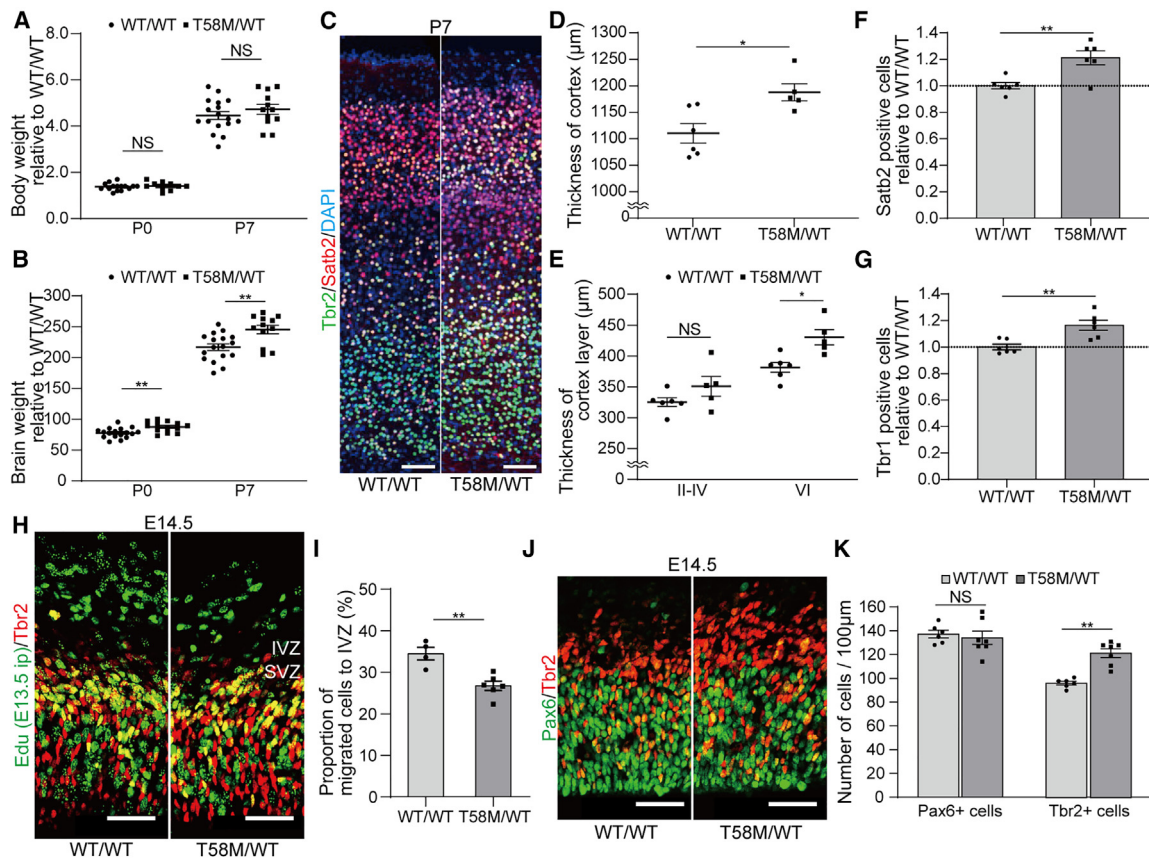 A
WT/WT T58M/WT
Body weight
relative to WT/WT
8.0
6.0
4.0
2.0
0.0
NS
NS
P0 P7
B
WT/WT T58M/WT
Brain weight
relative to WT/WT
300
250
200
150
100
50
0
**
**
P0 P7
C
P7
Tbr2/Satb2/DAPI
WT/WT T58M/WT
D
Thickness of cortex (μm)
1300
1250
1200
1150
1100
1050
1000
0
*
WT/WT T58M/WT
E
WT/WT T58M/WT
Thickness of
cortex layer (μm)
500
450
400
350
300
250
0
NS
*
II-IV VI
F
Satb2 positive cells
relative to WT/WT
1.4
1.2
1.0
0.8
0.6
0.4
0.2
0.0
**
WT/WT T58M/WT
G
Tbr1 positive cells
relative to WT/WT
1.4
1.2
1.0
0.8
0.6
0.4
0.2
0.0
**
WT/WT T58M/WT
H
E14.5
Edu (E13.5 ip)/Tbr2
IVZ
SVZ
WT/WT T58M/WT
I
Proportion of
migrated cells to IVZ (%)
50
40
30
20
10
0
**
WT/WT T58M/WT
J
E14.5
Pax6/Tbr2
WT/WT T58M/WT
K
WT/WT T58M/WT
Number of cells / 100μm
160
140
120
100
80
60
40
20
0
NS
**
Pax6+ cells Tbr2+ cells